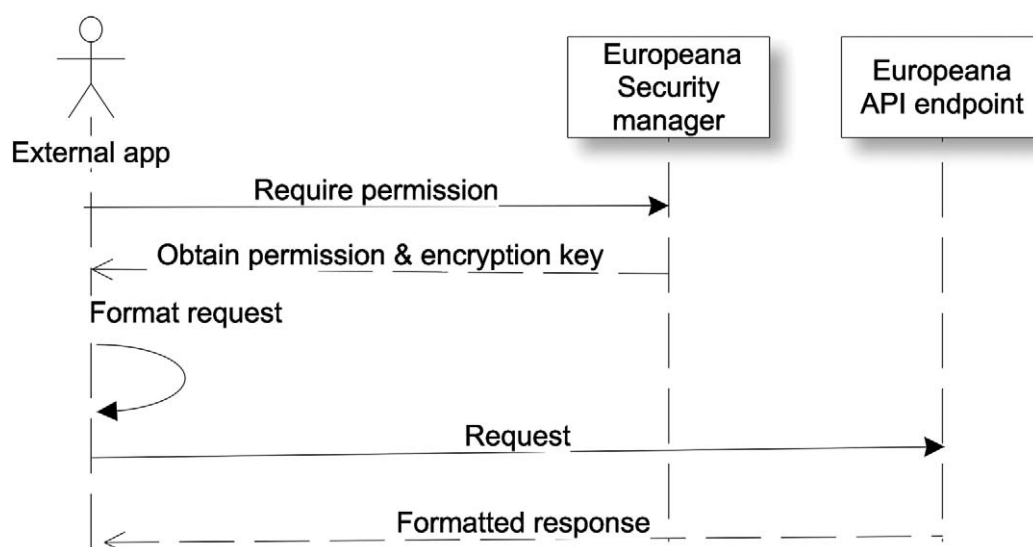 Europeana
Security
manager
Europeana
API endpoint
External app
Require permission
Obtain permission & encryption key
Format request
Request
Formatted response